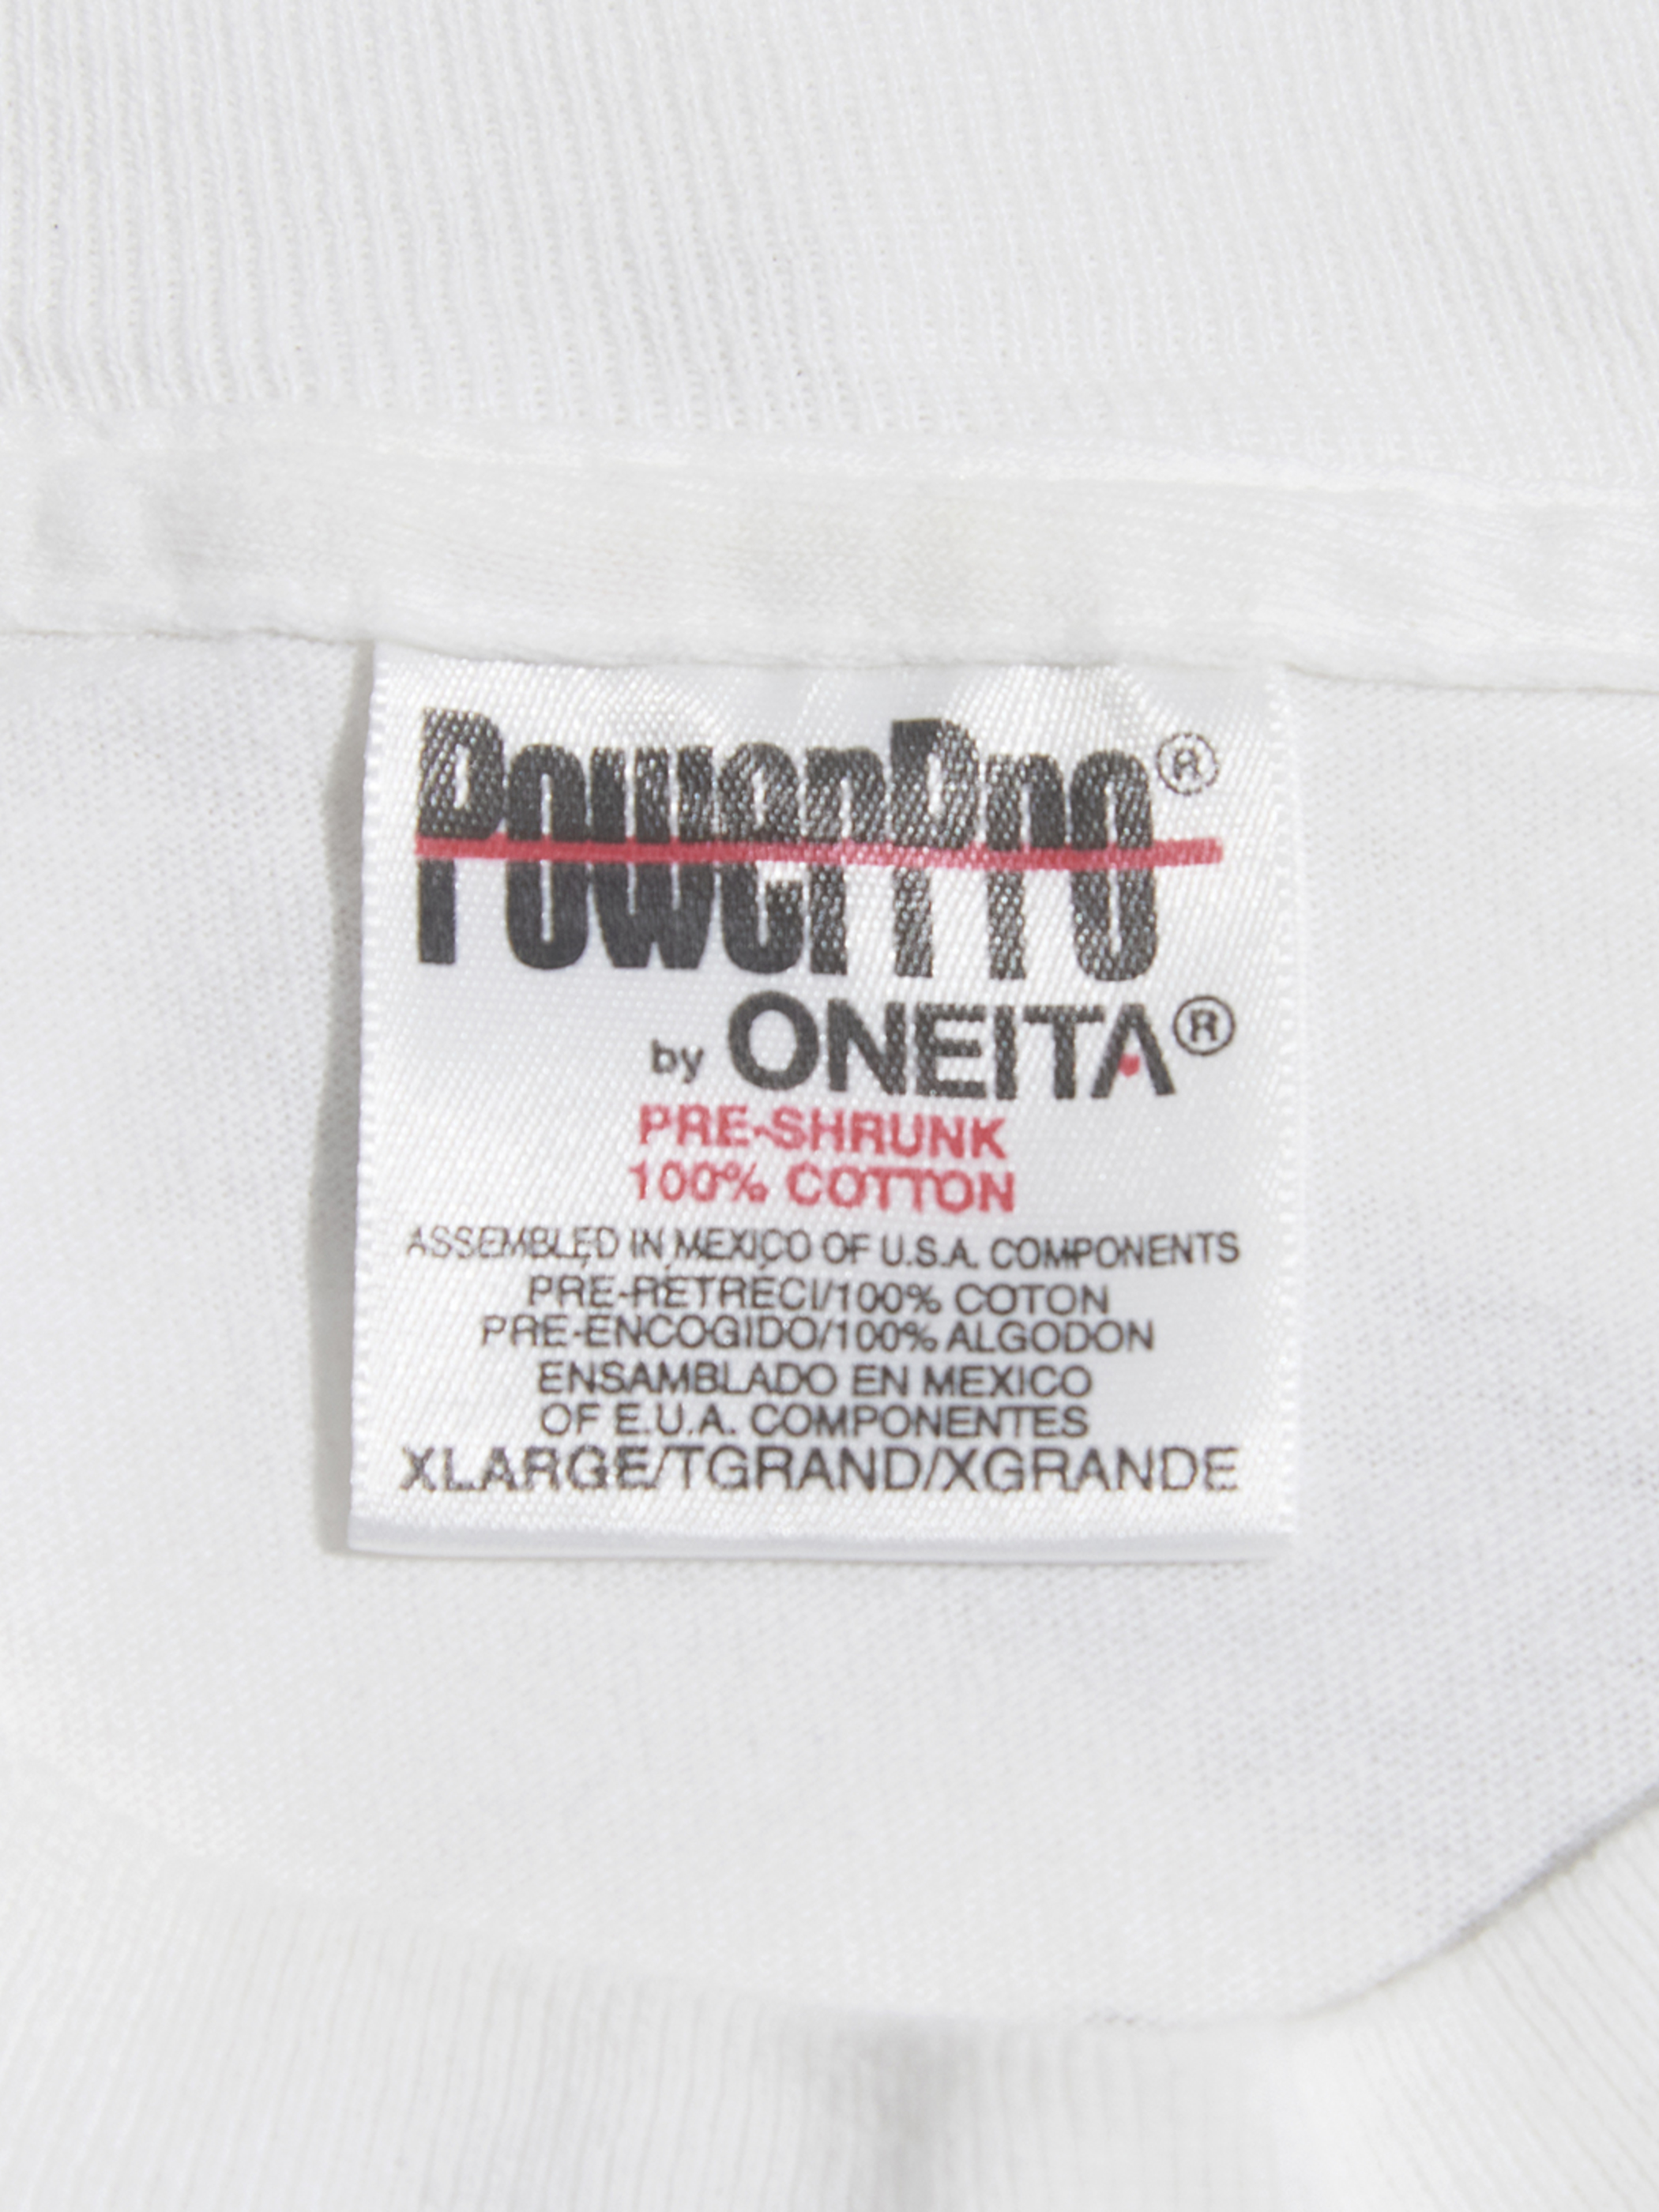 PowerPro®
by ONEITA®
PRE-SHRUNK
100% COTTON
ASSEMBLED IN MEXICO OF U.S.A. COMPONENTS
PRE-RÉTRÉCI/100% COTON
PRE-ENCOGIDO/100% ALGODON
ENSAMBLADO EN MEXICO
OF E.U.A. COMPONENTES
XLARGE/TGRAND/XGRANDE